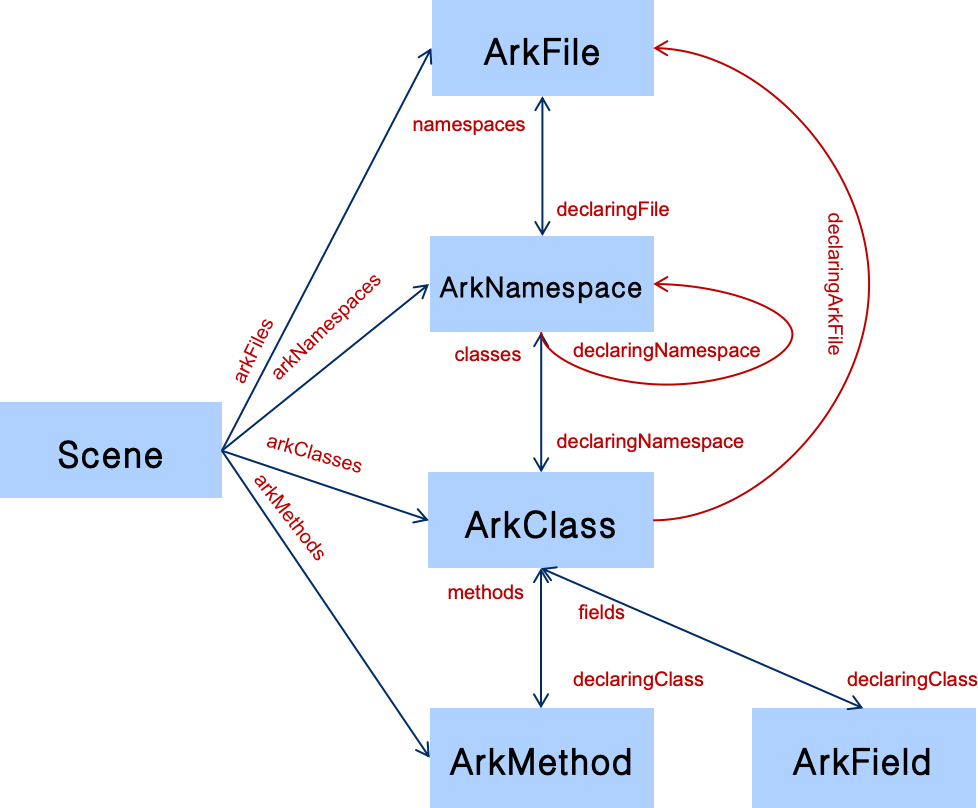 ArkFile
namespaces
declaringFile
declaringArkFile
ArkNamespace
arkNamespaces
arkFiles
classes
declaringNamespace
Scene
arkClasses
declaringNamespace
arkMethods
ArkClass
methods
fields
declaringClass
declaringClass
ArkMethod
ArkField